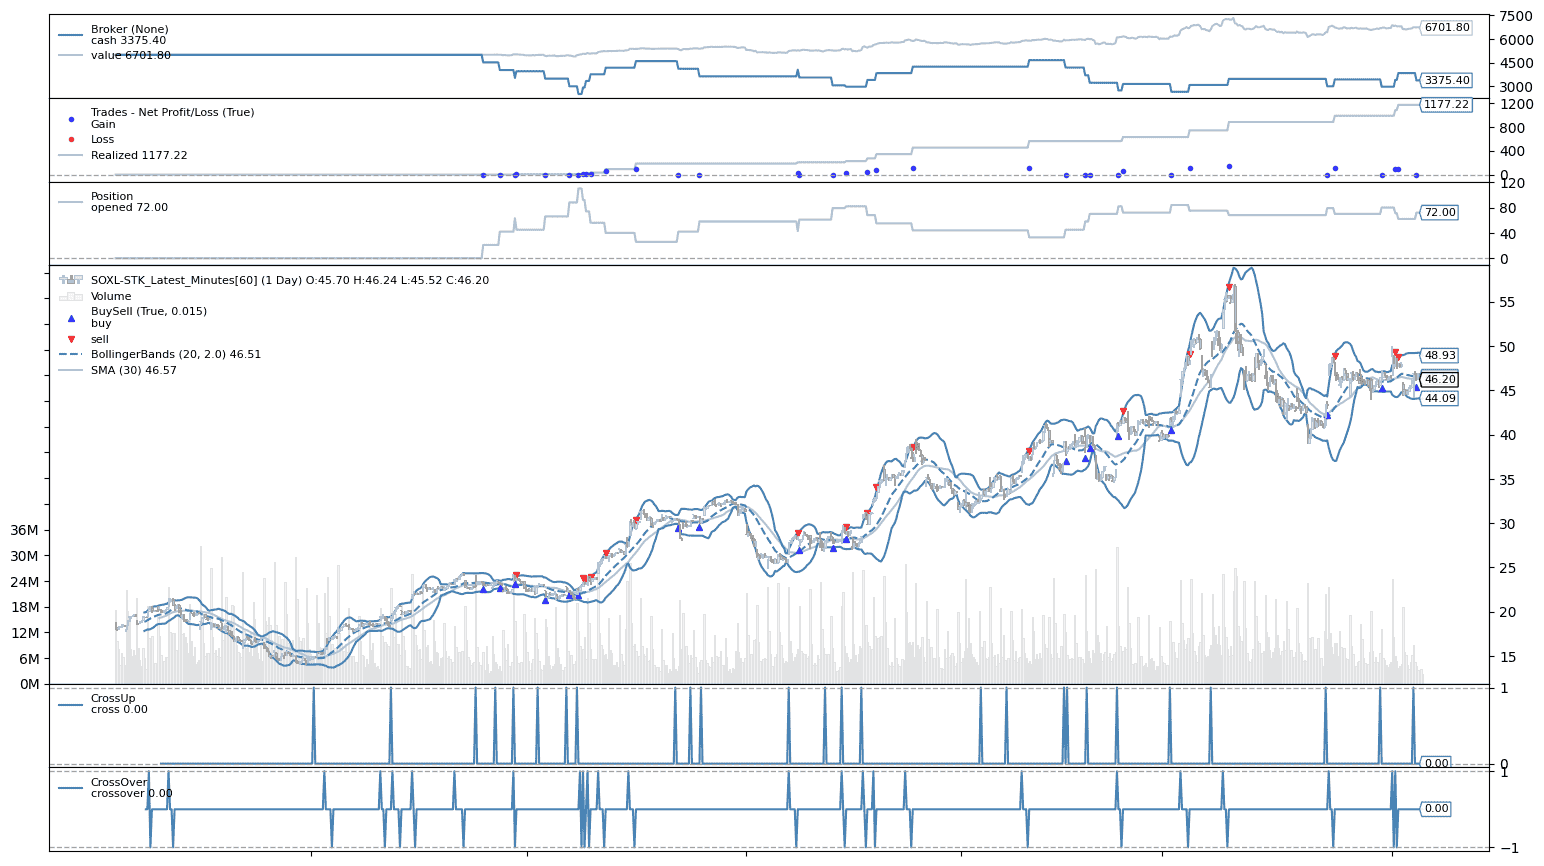 Broker (None)
cash 3375.40
value 6701.80
7500
6000
4500
3000
6701.80
3375.40
Trades - Net Profit/Loss (True)
Gain
Loss
Realized 1177.22
1200
800
400
0
1177.22
Position
opened 72.00
120
80
40
0
72.00
SOXL-STK_Latest_Minutes[60] (1 Day) O:45.70 H:46.24 L:45.52 C:46.20
Volume
BuySell (True, 0.015)
buy
sell
BollingerBands (20, 2.0) 46.51
SMA (30) 46.57
36M
30M
24M
18M
12M
6M
0M
55
50
45
40
35
30
25
20
15
48.93
46.20
44.09
CrossUp
cross 0.00
1
0
0.00
CrossOver
crossover 0.00
1
0.00
−1